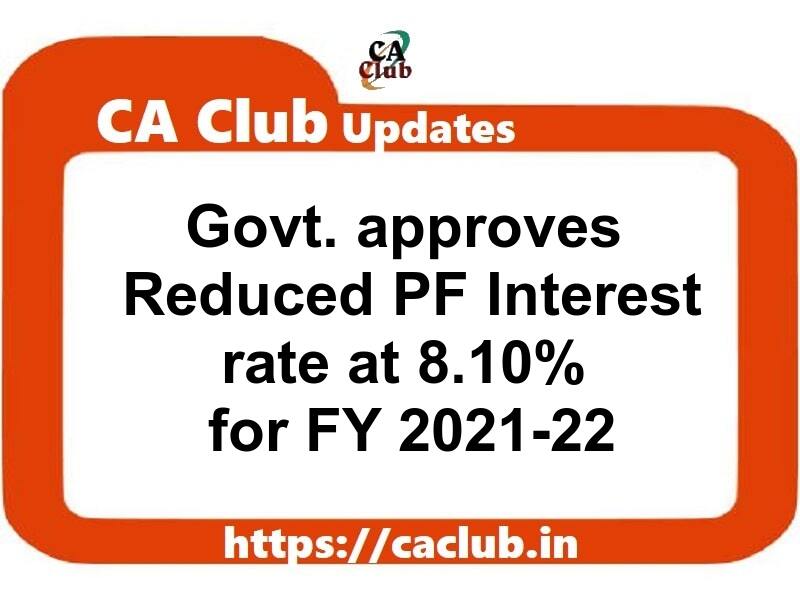 CA
Club
CA Club Updates
Govt. approves
Reduced PF Interest
rate at 8.10%
for FY 2021-22
https://caclub.in